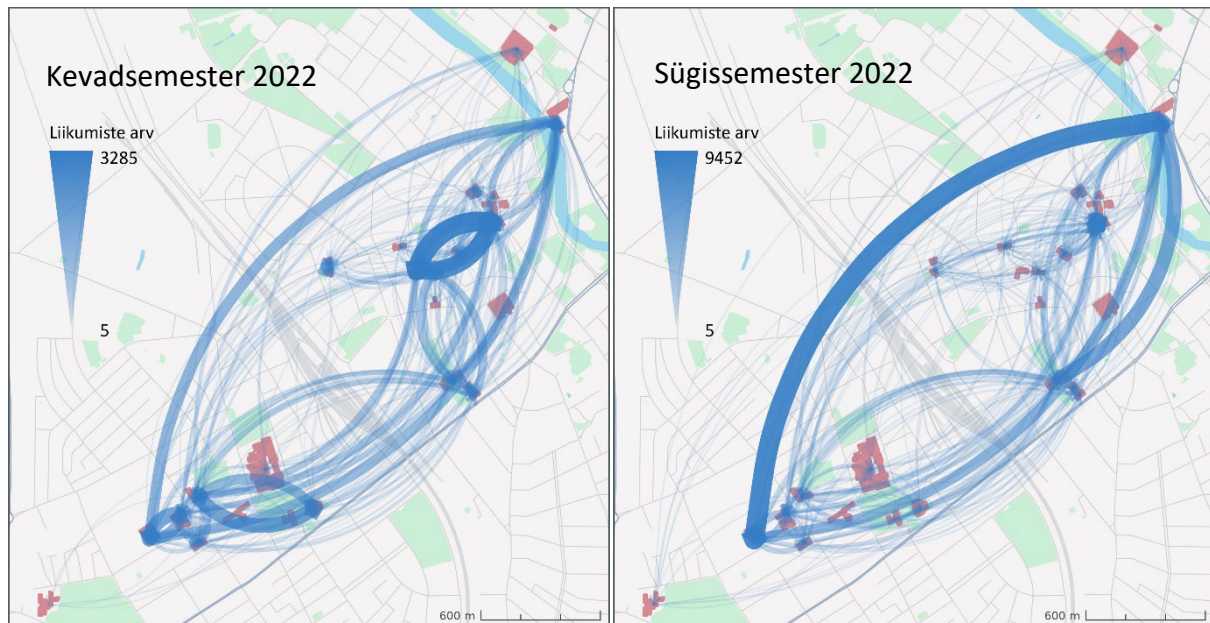 Kevadsemester 2022
Liikumiste arv
3285
5
600 m
Sügissemester 2022
Liikumiste arv
9452
5
600 m